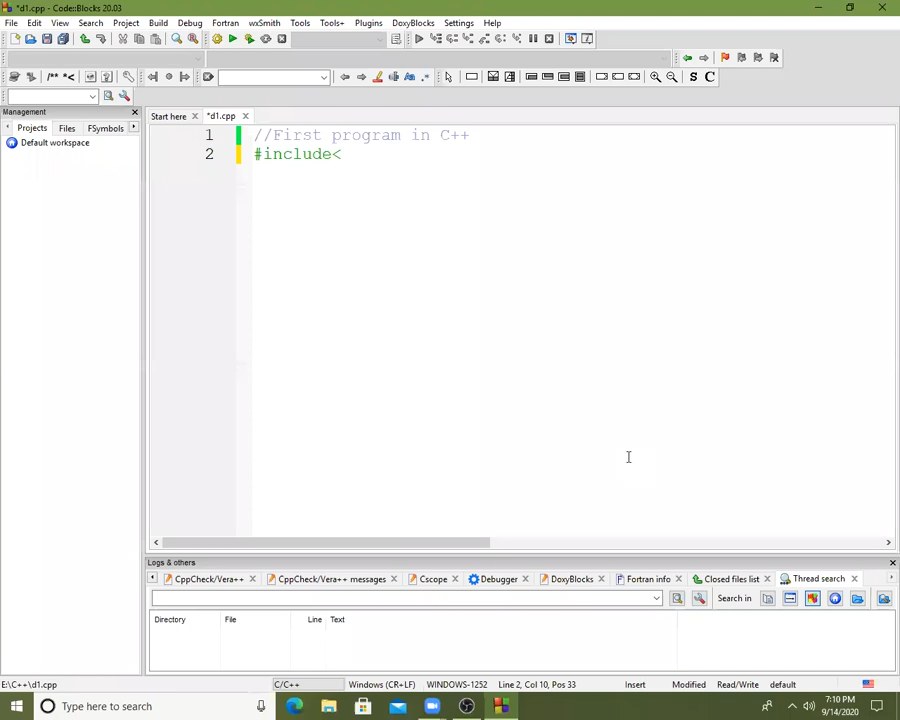 *d1.cpp - Code::Blocks 20.03
File Edit View Search Project Build Debug Fortran wxSmith Tools Tools+ Plugins DoxyBlocks Settings Help
/** *<
S C
Management
Start here *d1.cpp
Projects Files FSymbols
Default workspace
1 //First program in C++
2 #include<
Logs & others
CppCheck/Vera++ CppCheck/Vera++ messages Cscope Debugger DoxyBlocks Fortran info Closed files list Thread search
Search in
Directory File Line Text
E:\C++\d1.cpp C/C++ Windows (CR+LF) WINDOWS-1252 Line 2, Col 10, Pos 33 Insert Modified Read/Write default
Type here to search
7:10 PM
9/14/2020